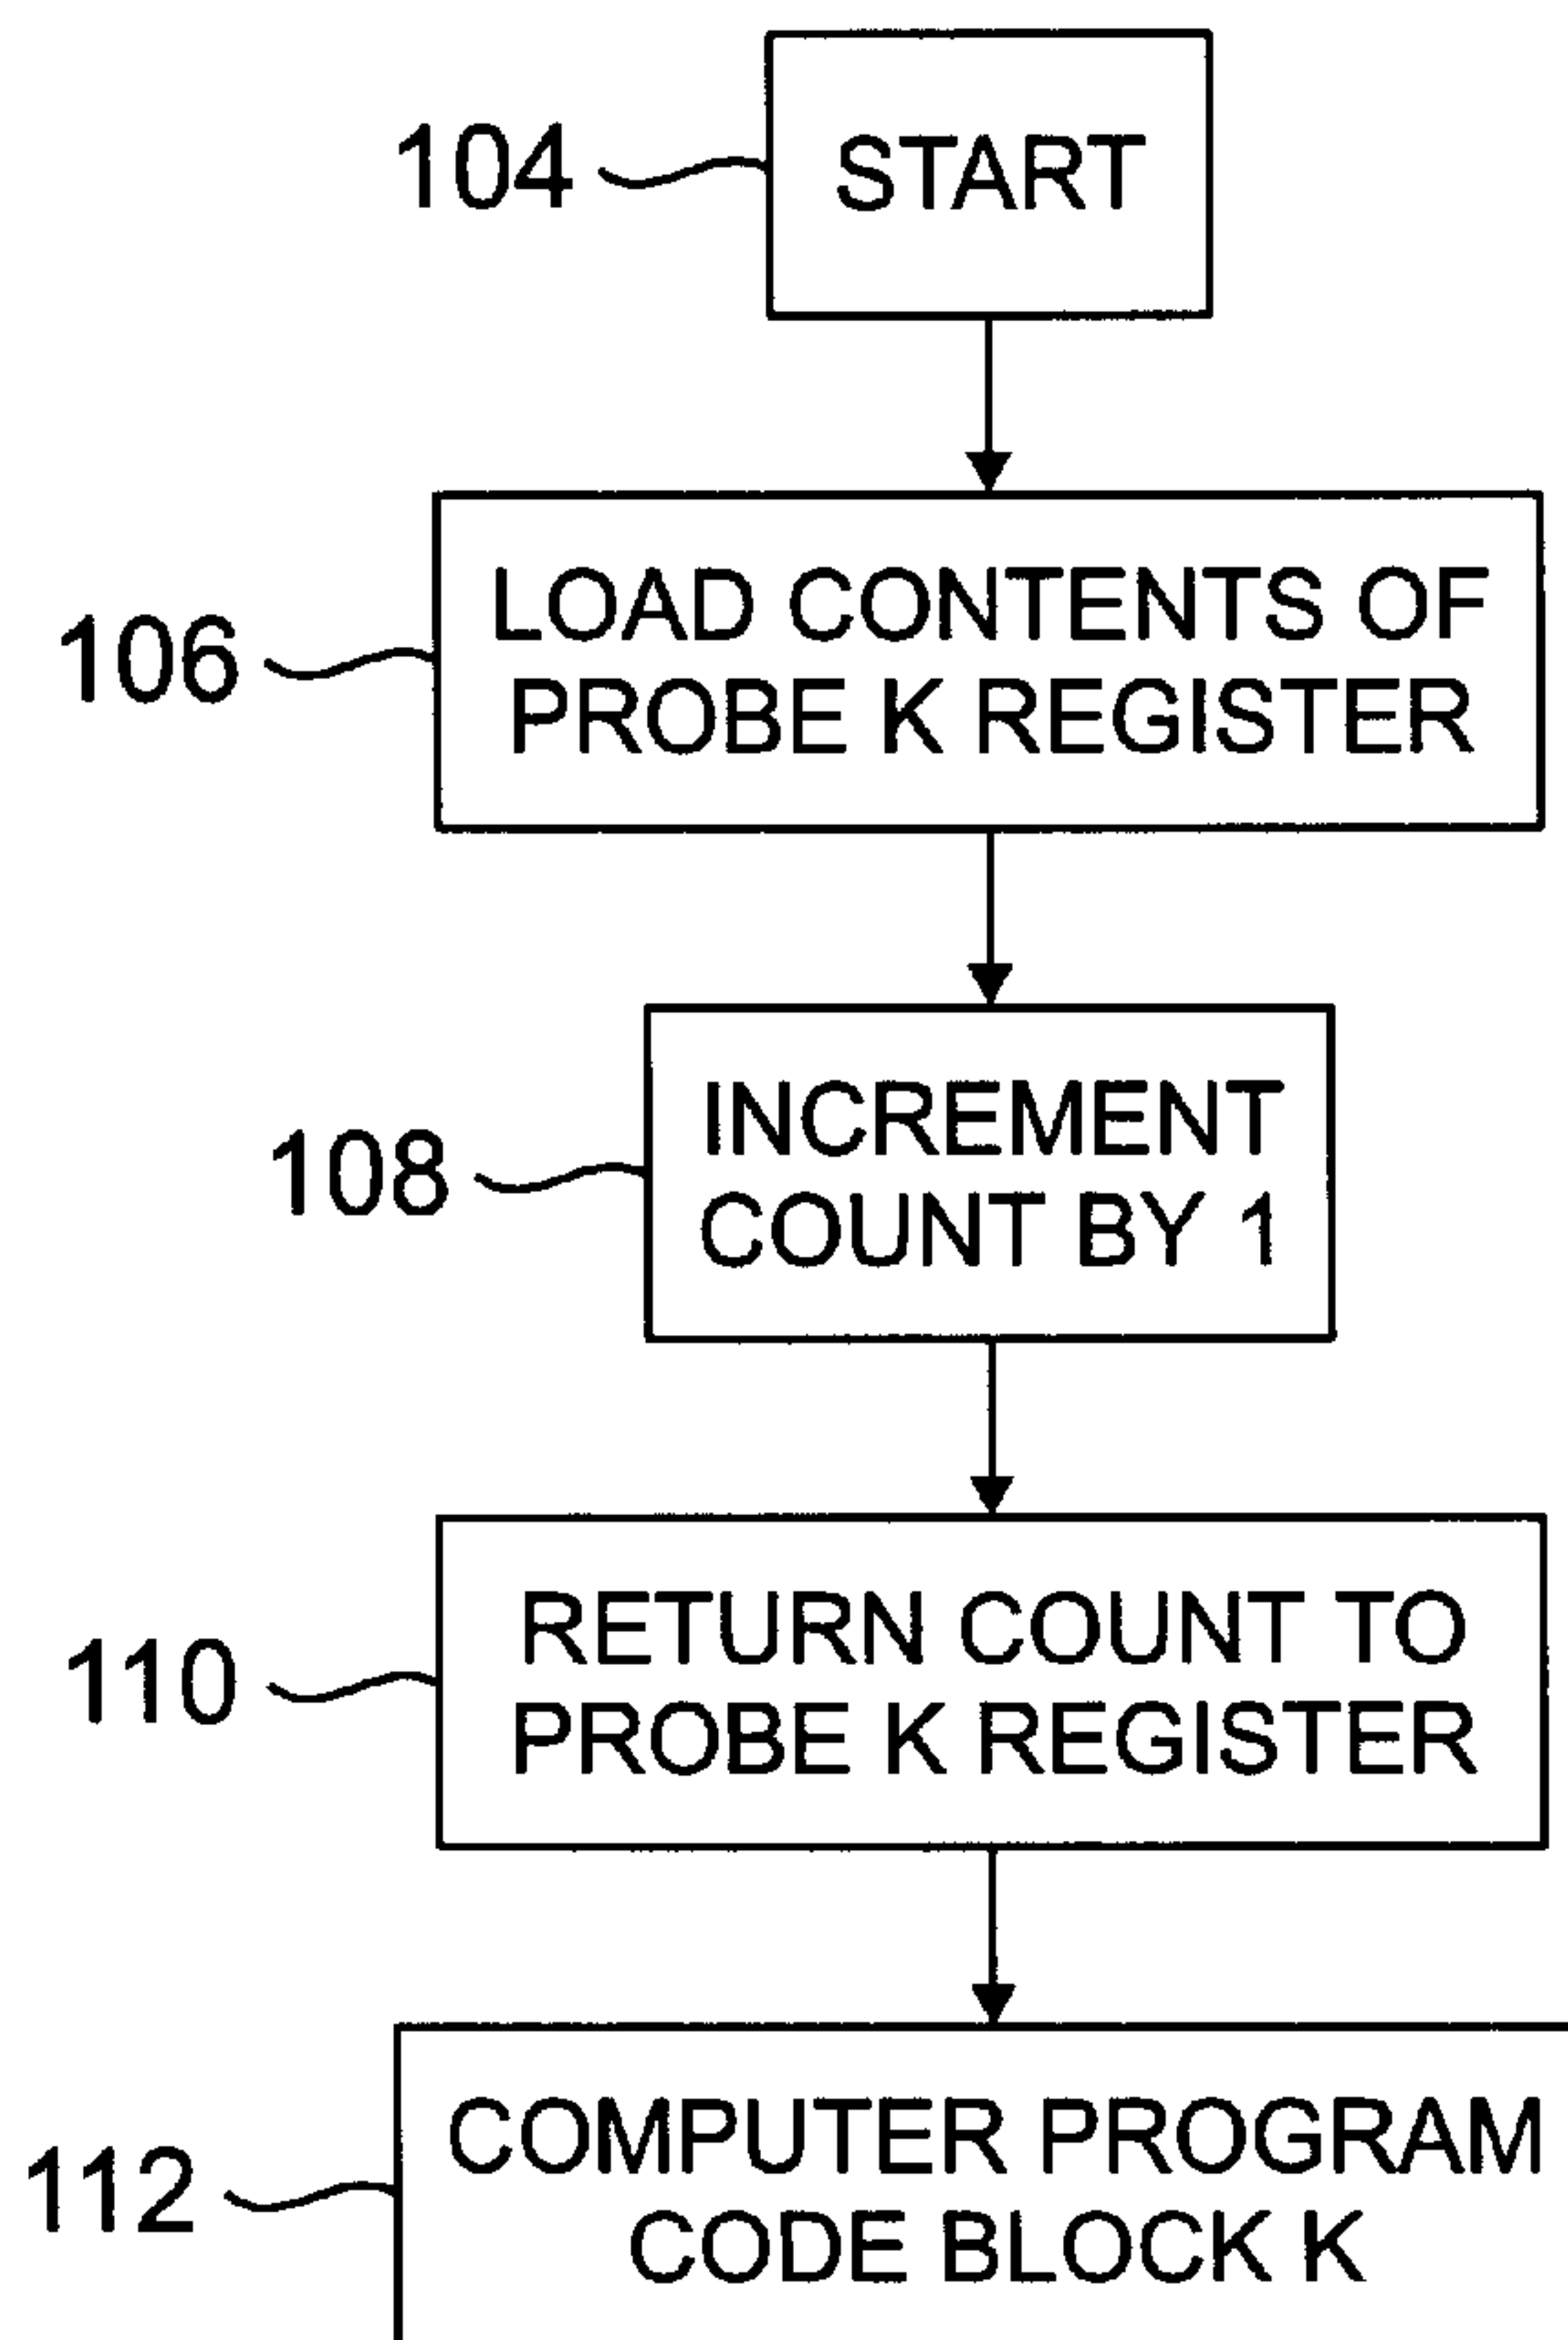 104
START
106
LOAD CONTENTS OF
PROBE K REGISTER
108
INCREMENT
COUNT BY 1
110
RETURN COUNT TO
PROBE K REGISTER
112
COMPUTER PROGRAM
CODE BLOCK K